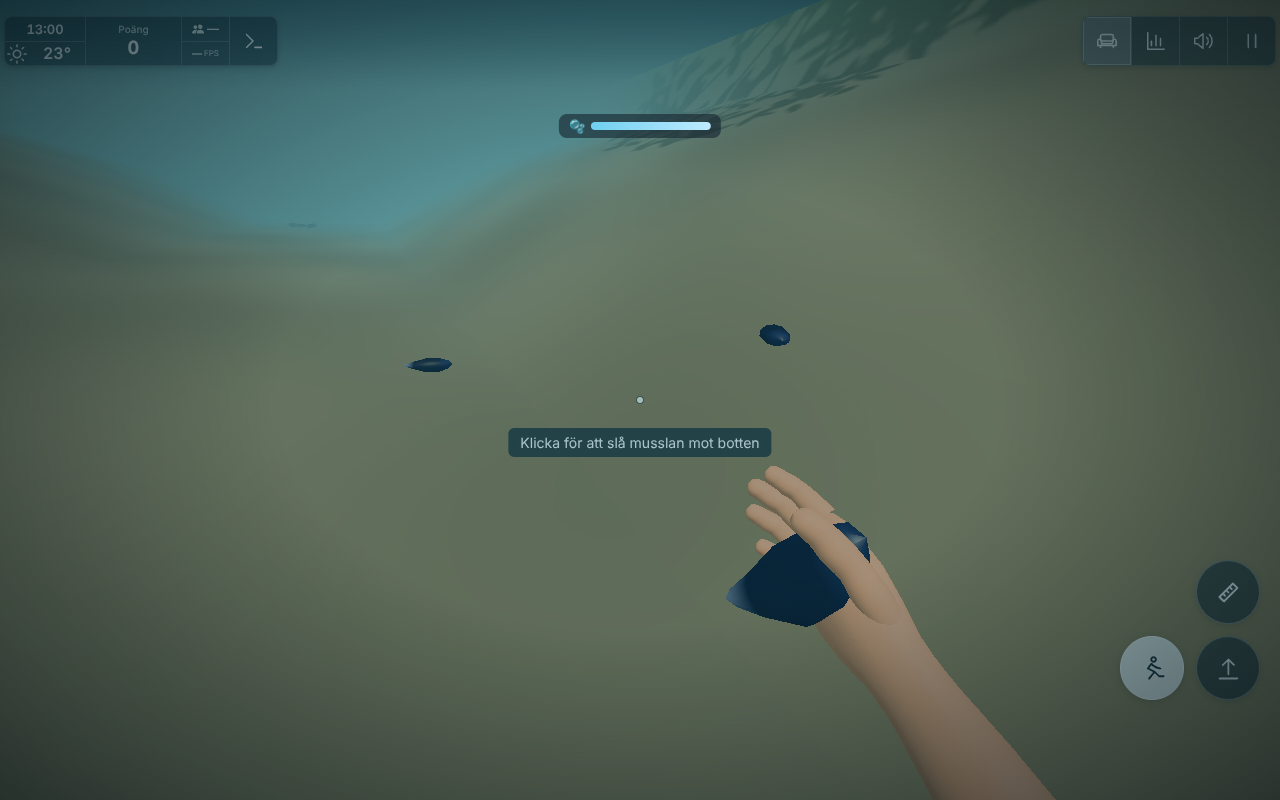 13:00
23°
Poäng
0
—
— FPS
Klicka för att slå musslan mot botten